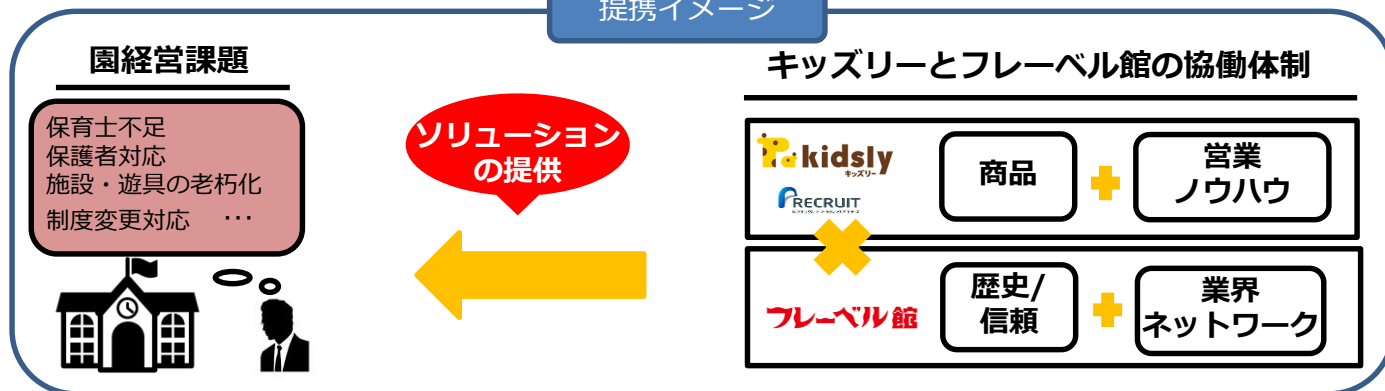 提携イメージ
園経営課題
保育士不足
保護者対応
施設・遊具の老朽化
制度変更対応 …
ソリューション
の提供
キッズリーとフレーベル館の協働体制
kidsly
キッズリー
RECRUIT
商品
営業
ノウハウ
フレーベル館
歴史/
信頼
業界
ネットワーク